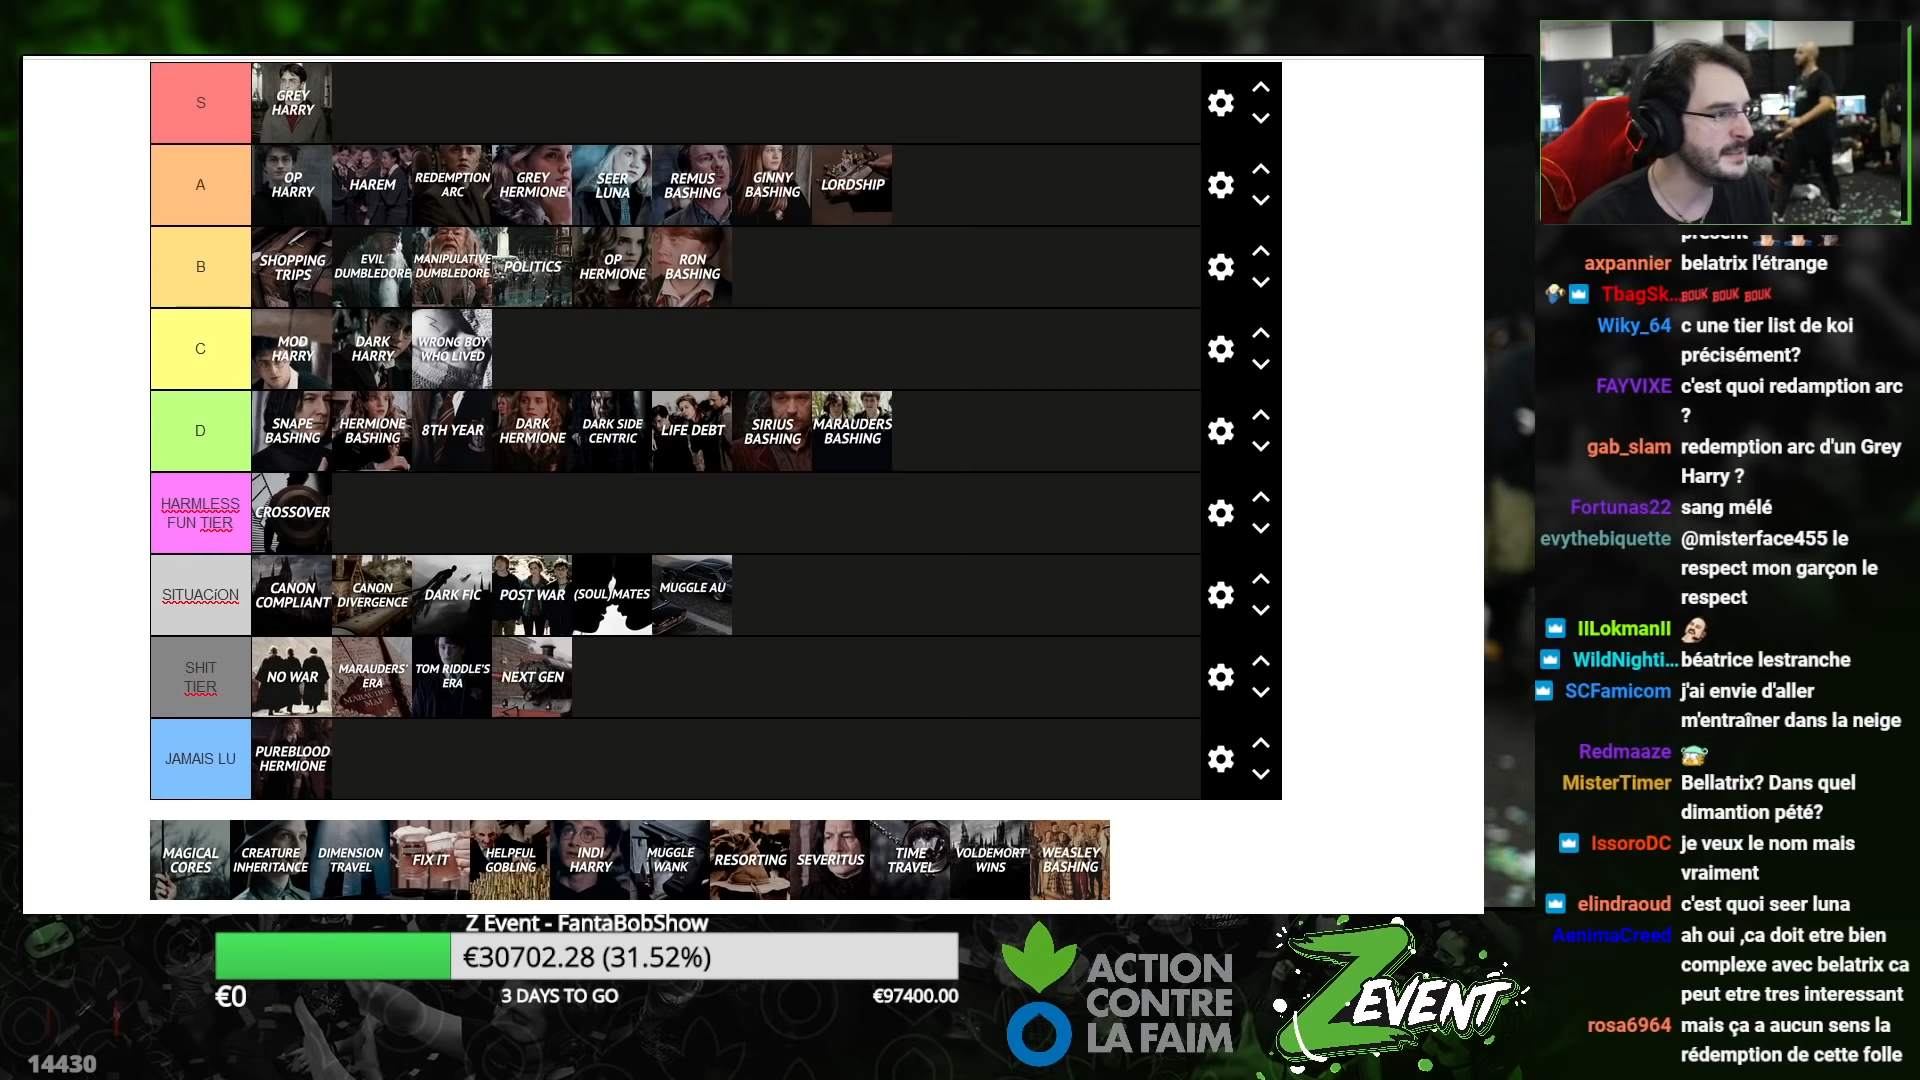 S
GREY
HARRY
A
OP
HARRY
HAREM
REDEMPTION
ARC
GREY
HERMIONE
SEER
LUNA
REMUS
BASHING
GINNY
BASHING
LORDSHIP
B
SHOPPING
TRIPS
EVIL
DUMBLEDORE
MANIPULATIVE
DUMBLEDORE
POLITICS
OP
HERMIONE
RON
BASHING
C
MOD
HARRY
DARK
HARRY
WRONG BOY
WHO LIVED
D
SNAPE
BASHING
HERMIONE
BASHING
8TH YEAR
DARK
HERMIONE
DARK SIDE
CENTRIC
LIFE DEBT
SIRIUS
BASHING
MARAUDERS
BASHING
HARMLESS
FUN TIER
CROSSOVER
SITUACíON
CANON
COMPLIANT
CANON
DIVERGENCE
DARK FIC
POST WAR
(SOUL)MATES
MUGGLE AU
SHIT
TIER
NO WAR
MARAUDERS'
ERA
TOM RIDDLE'S
ERA
NEXT GEN
JAMAIS LU
PUREBLOOD
HERMIONE
MAGICAL
CORES
CREATURE
INHERITANCE
DIMENSION
TRAVEL
FIX IT
HELPFUL
GOBLING
INDI
HARRY
MUGGLE
WANK
RESORTING
SEVERITUS
TIME
TRAVEL
VOLDEMORT
WINS
WEASLEY
BASHING
Z Event - FantaBobShow
€30702.28 (31.52%)
€0
3 DAYS TO GO
€97400.00
14430
ACTION
CONTRE
LA FAIM
ZEVENT
présent
axpannier belatrix l'étrange
TbagSk... BOUK BOUK BOUK
Wiky_64 c une tier list de koi
précisément?
FAYVIXE c'est quoi redamption arc
?
gab_slam redemption arc d'un Grey
Harry ?
Fortunas22 sang mélé
evythebiquette @misterface455 le
respect mon garçon le
respect
IlLokmanIl
WildNighti... béatrice lestranche
SCFamicom j'ai envie d'aller
m'entraîner dans la neige
Redmaaze
MisterTimer Bellatrix? Dans quel
dimantion pété?
IssoroDC je veux le nom mais
vraiment
elindraoud c'est quoi seer luna
AenimaCreed ah oui ,ca doit etre bien
complexe avec belatrix ca
peut etre tres interessant
rosa6964 mais ça a aucun sens la
rédemption de cette folle